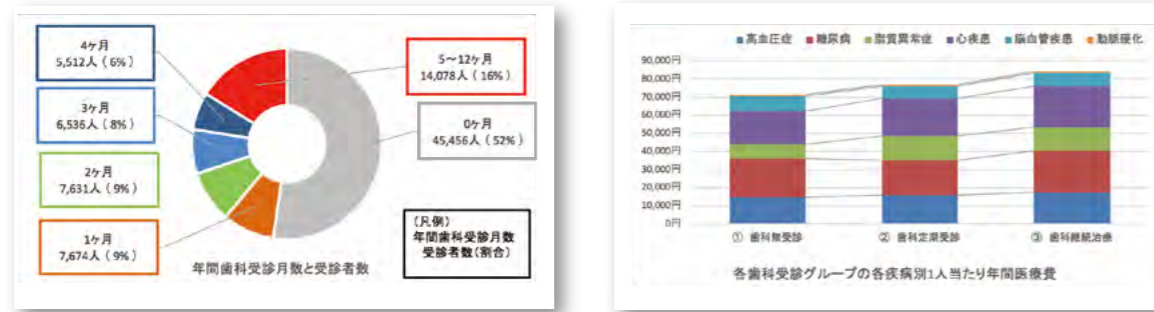 4ヶ月
5,512人（6%）
3ヶ月
6,536人（8%）
2ヶ月
7,631人（9%）
1ヶ月
7,674人（9%）
5～12ヶ月
14,078人（16%）
0ヶ月
45,456人（52%）
（凡例）
年間歯科受診月数
受診者数（割合）
年間歯科受診月数と受診者数
高血圧症 糖尿病 脂質異常症 心疾患 脳血管疾患 動脈硬化
90,000円
80,000円
70,000円
60,000円
50,000円
40,000円
30,000円
20,000円
10,000円
0円
① 歯科無受診 ② 歯科定期受診 ③ 歯科継続治療
各歯科受診グループの各疾病別1人当たり年間医療費